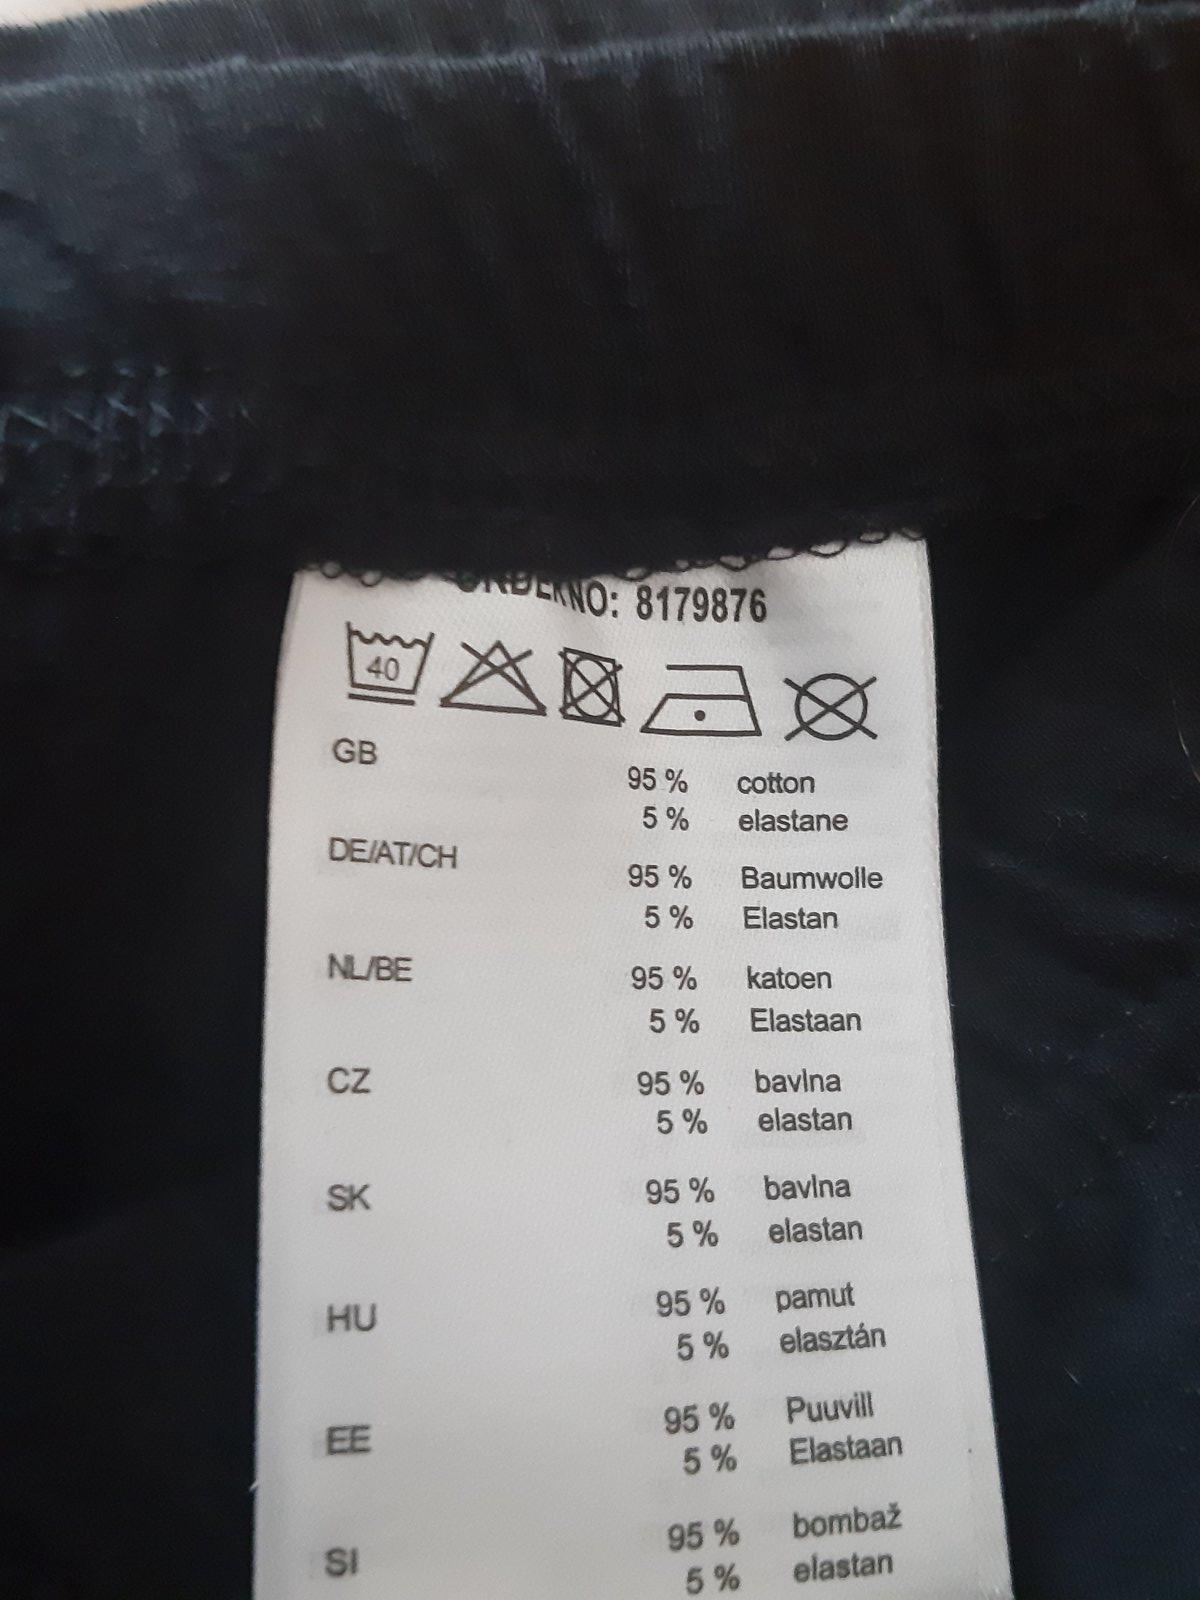 ORDERNO: 8179876
40
GB
95 % cotton
5 % elastane
DE/AT/CH
95 % Baumwolle
5 % Elastan
NL/BE
95 % katoen
5 % Elastaan
CZ
95 % bavlna
5 % elastan
SK
95 % bavlna
5 % elastan
HU
95 % pamut
5 % elasztán
EE
95 % Puuvill
5 % Elastaan
SI
95 % bombaž
5 % elastan